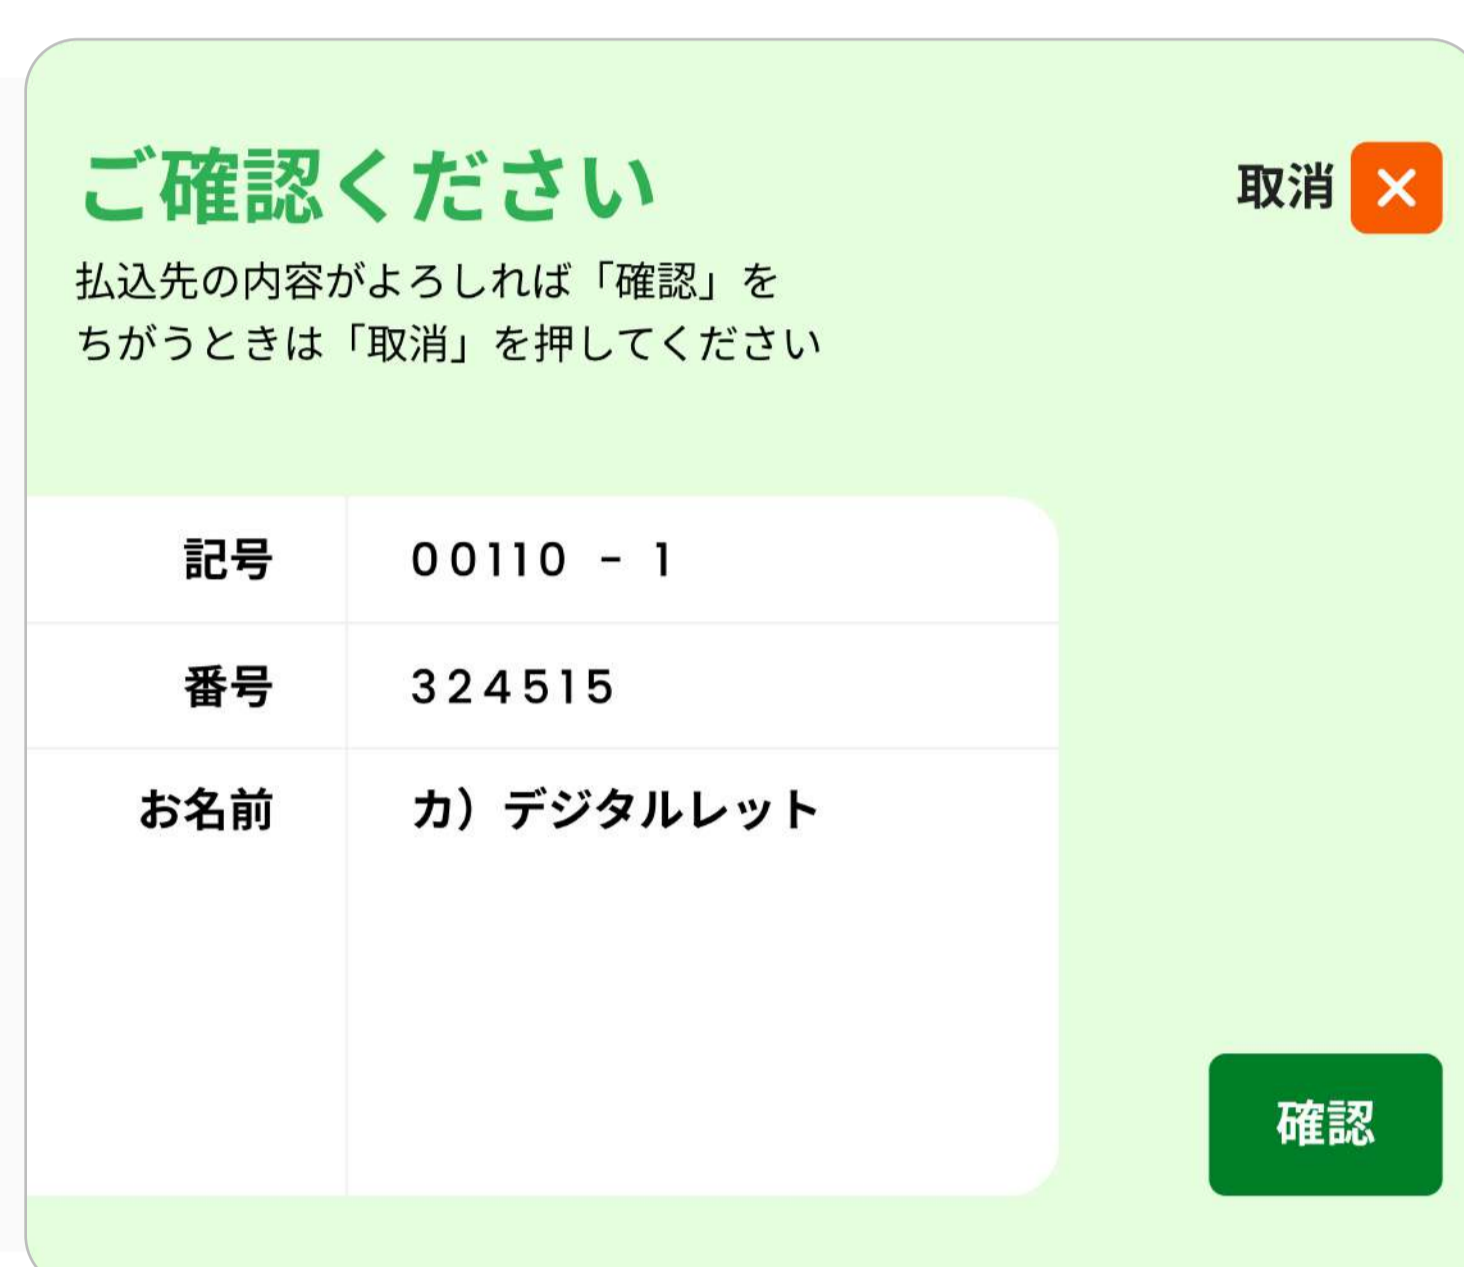 ご確認ください
取消
払込先の内容がよろしれば「確認」を
ちがうときは「取消」を押してください
記号 00110 - 1
番号 324515
お名前 カ）デジタルレット
確認